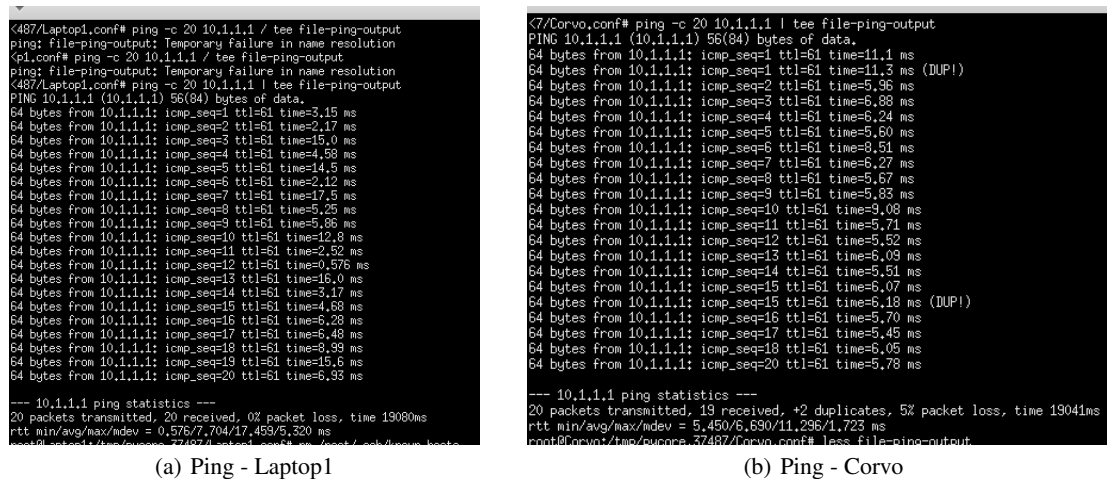 <487/Laptop1.conf# ping -c 20 10.1.1.1 / tee file-ping-output
ping: file-ping-output: Temporary failure in name resolution
<p1.conf# ping -c 20 10.1.1.1 / tee file-ping-output
ping: file-ping-output: Temporary failure in name resolution
<487/Laptop1.conf# ping -c 20 10.1.1.1 | tee file-ping-output
PING 10.1.1.1 (10.1.1.1) 56(84) bytes of data.
64 bytes from 10.1.1.1: icmp_seq=1 ttl=61 time=3.15 ms
64 bytes from 10.1.1.1: icmp_seq=2 ttl=61 time=2.17 ms
64 bytes from 10.1.1.1: icmp_seq=3 ttl=61 time=15.0 ms
64 bytes from 10.1.1.1: icmp_seq=4 ttl=61 time=4.58 ms
64 bytes from 10.1.1.1: icmp_seq=5 ttl=61 time=14.5 ms
64 bytes from 10.1.1.1: icmp_seq=6 ttl=61 time=2.12 ms
64 bytes from 10.1.1.1: icmp_seq=7 ttl=61 time=17.5 ms
64 bytes from 10.1.1.1: icmp_seq=8 ttl=61 time=5.25 ms
64 bytes from 10.1.1.1: icmp_seq=9 ttl=61 time=5.86 ms
64 bytes from 10.1.1.1: icmp_seq=10 ttl=61 time=12.8 ms
64 bytes from 10.1.1.1: icmp_seq=11 ttl=61 time=2.52 ms
64 bytes from 10.1.1.1: icmp_seq=12 ttl=61 time=0.576 ms
64 bytes from 10.1.1.1: icmp_seq=13 ttl=61 time=16.0 ms
64 bytes from 10.1.1.1: icmp_seq=14 ttl=61 time=3.17 ms
64 bytes from 10.1.1.1: icmp_seq=15 ttl=61 time=4.68 ms
64 bytes from 10.1.1.1: icmp_seq=16 ttl=61 time=6.28 ms
64 bytes from 10.1.1.1: icmp_seq=17 ttl=61 time=6.48 ms
64 bytes from 10.1.1.1: icmp_seq=18 ttl=61 time=8.99 ms
64 bytes from 10.1.1.1: icmp_seq=19 ttl=61 time=15.6 ms
64 bytes from 10.1.1.1: icmp_seq=20 ttl=61 time=6.93 ms
--- 10.1.1.1 ping statistics ---
20 packets transmitted, 20 received, 0% packet loss, time 19080ms
rtt min/avg/max/mdev = 0.576/7.704/17.459/5.320 ms
root@Laptop1:/tmp/pycore.37487/Laptop1.conf# rm /root/.ssh/known_hosts
(a) Ping - Laptop1
<7/Corvo.conf# ping -c 20 10.1.1.1 | tee file-ping-output
PING 10.1.1.1 (10.1.1.1) 56(84) bytes of data.
64 bytes from 10.1.1.1: icmp_seq=1 ttl=61 time=11.1 ms
64 bytes from 10.1.1.1: icmp_seq=1 ttl=61 time=11.3 ms (DUP!)
64 bytes from 10.1.1.1: icmp_seq=2 ttl=61 time=5.96 ms
64 bytes from 10.1.1.1: icmp_seq=3 ttl=61 time=6.88 ms
64 bytes from 10.1.1.1: icmp_seq=4 ttl=61 time=6.24 ms
64 bytes from 10.1.1.1: icmp_seq=5 ttl=61 time=5.60 ms
64 bytes from 10.1.1.1: icmp_seq=6 ttl=61 time=8.51 ms
64 bytes from 10.1.1.1: icmp_seq=7 ttl=61 time=6.27 ms
64 bytes from 10.1.1.1: icmp_seq=8 ttl=61 time=5.67 ms
64 bytes from 10.1.1.1: icmp_seq=9 ttl=61 time=5.83 ms
64 bytes from 10.1.1.1: icmp_seq=10 ttl=61 time=9.08 ms
64 bytes from 10.1.1.1: icmp_seq=11 ttl=61 time=5.71 ms
64 bytes from 10.1.1.1: icmp_seq=12 ttl=61 time=5.52 ms
64 bytes from 10.1.1.1: icmp_seq=13 ttl=61 time=6.09 ms
64 bytes from 10.1.1.1: icmp_seq=14 ttl=61 time=5.51 ms
64 bytes from 10.1.1.1: icmp_seq=15 ttl=61 time=6.07 ms
64 bytes from 10.1.1.1: icmp_seq=15 ttl=61 time=6.18 ms (DUP!)
64 bytes from 10.1.1.1: icmp_seq=16 ttl=61 time=5.70 ms
64 bytes from 10.1.1.1: icmp_seq=17 ttl=61 time=5.45 ms
64 bytes from 10.1.1.1: icmp_seq=18 ttl=61 time=6.05 ms
64 bytes from 10.1.1.1: icmp_seq=20 ttl=61 time=5.78 ms
--- 10.1.1.1 ping statistics ---
20 packets transmitted, 19 received, +2 duplicates, 5% packet loss, time 19041ms
rtt min/avg/max/mdev = 5.450/6.690/11.296/1.723 ms
root@Corvo:/tmp/pycore.37487/Corvo.conf# less file-ping-output
(b) Ping - Corvo